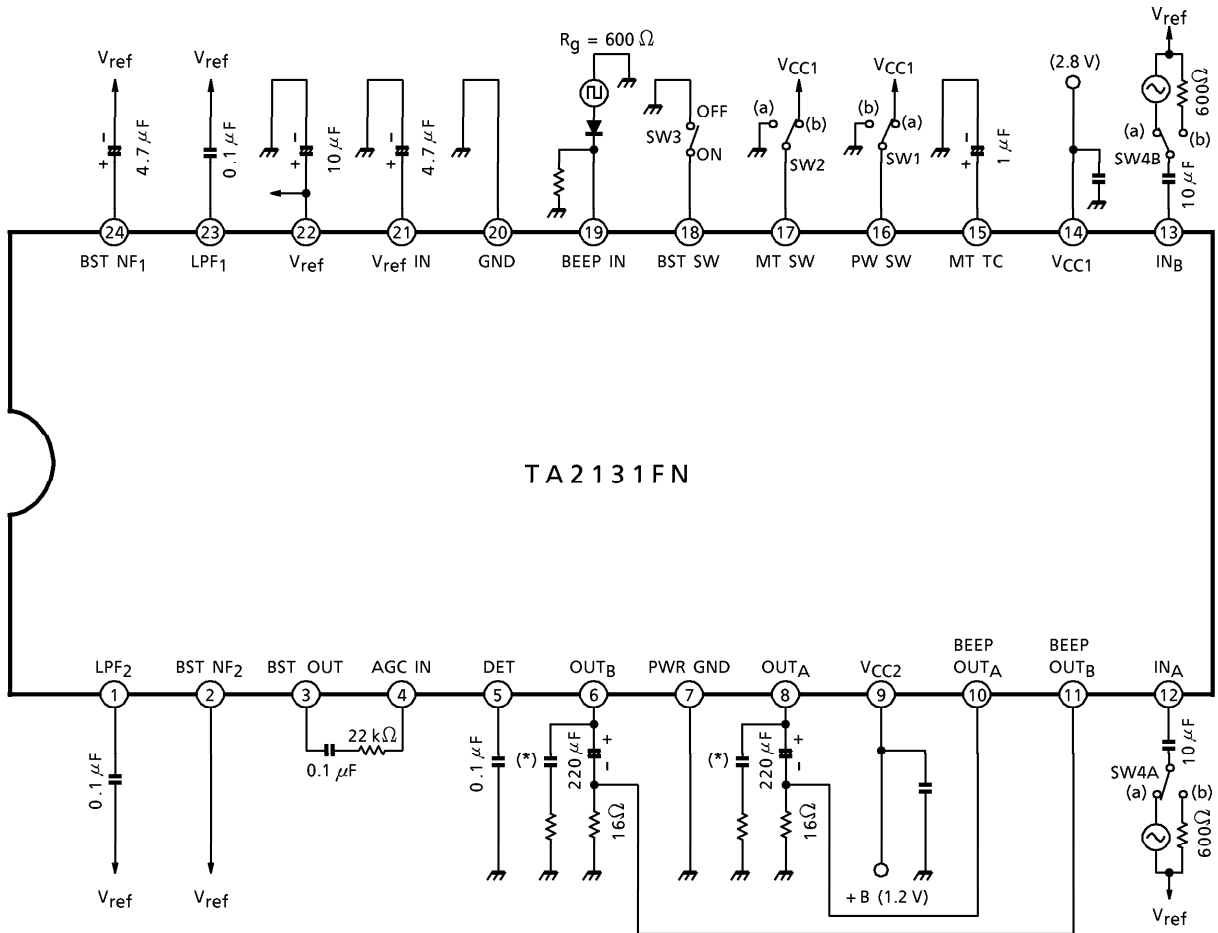 Vref
Vref
4.7 μF
+
-
0.1 μF
10 μF
+
-
4.7 μF
+
-
Rg = 600 Ω
OFF
SW3
ON
VCC1
(a)
(b)
SW2
VCC1
(b)
(a)
SW1
1 μF
+
-
(2.8 V)
Vref
600Ω
(a)
(b)
SW4B
10 μF
24
23
22
21
20
19
18
17
16
15
14
13
BST NF1
LPF1
Vref
Vref IN
GND
BEEP IN
BST SW
MT SW
PW SW
MT TC
VCC1
INB
TA2131FN
LPF2
BST NF2
BST OUT
AGC IN
DET
OUTB
PWR GND
OUTA
VCC2
BEEP OUTA
BEEP OUTB
INA
1
2
3
4
5
6
7
8
9
10
11
12
0.1 μF
Vref
Vref
22 kΩ
0.1 μF
0.1 μF
(*)
220 μF
+
-
16Ω
(*)
220 μF
+
-
16Ω
+B (1.2 V)
10 μF
SW4A
(a)
(b)
600Ω
Vref